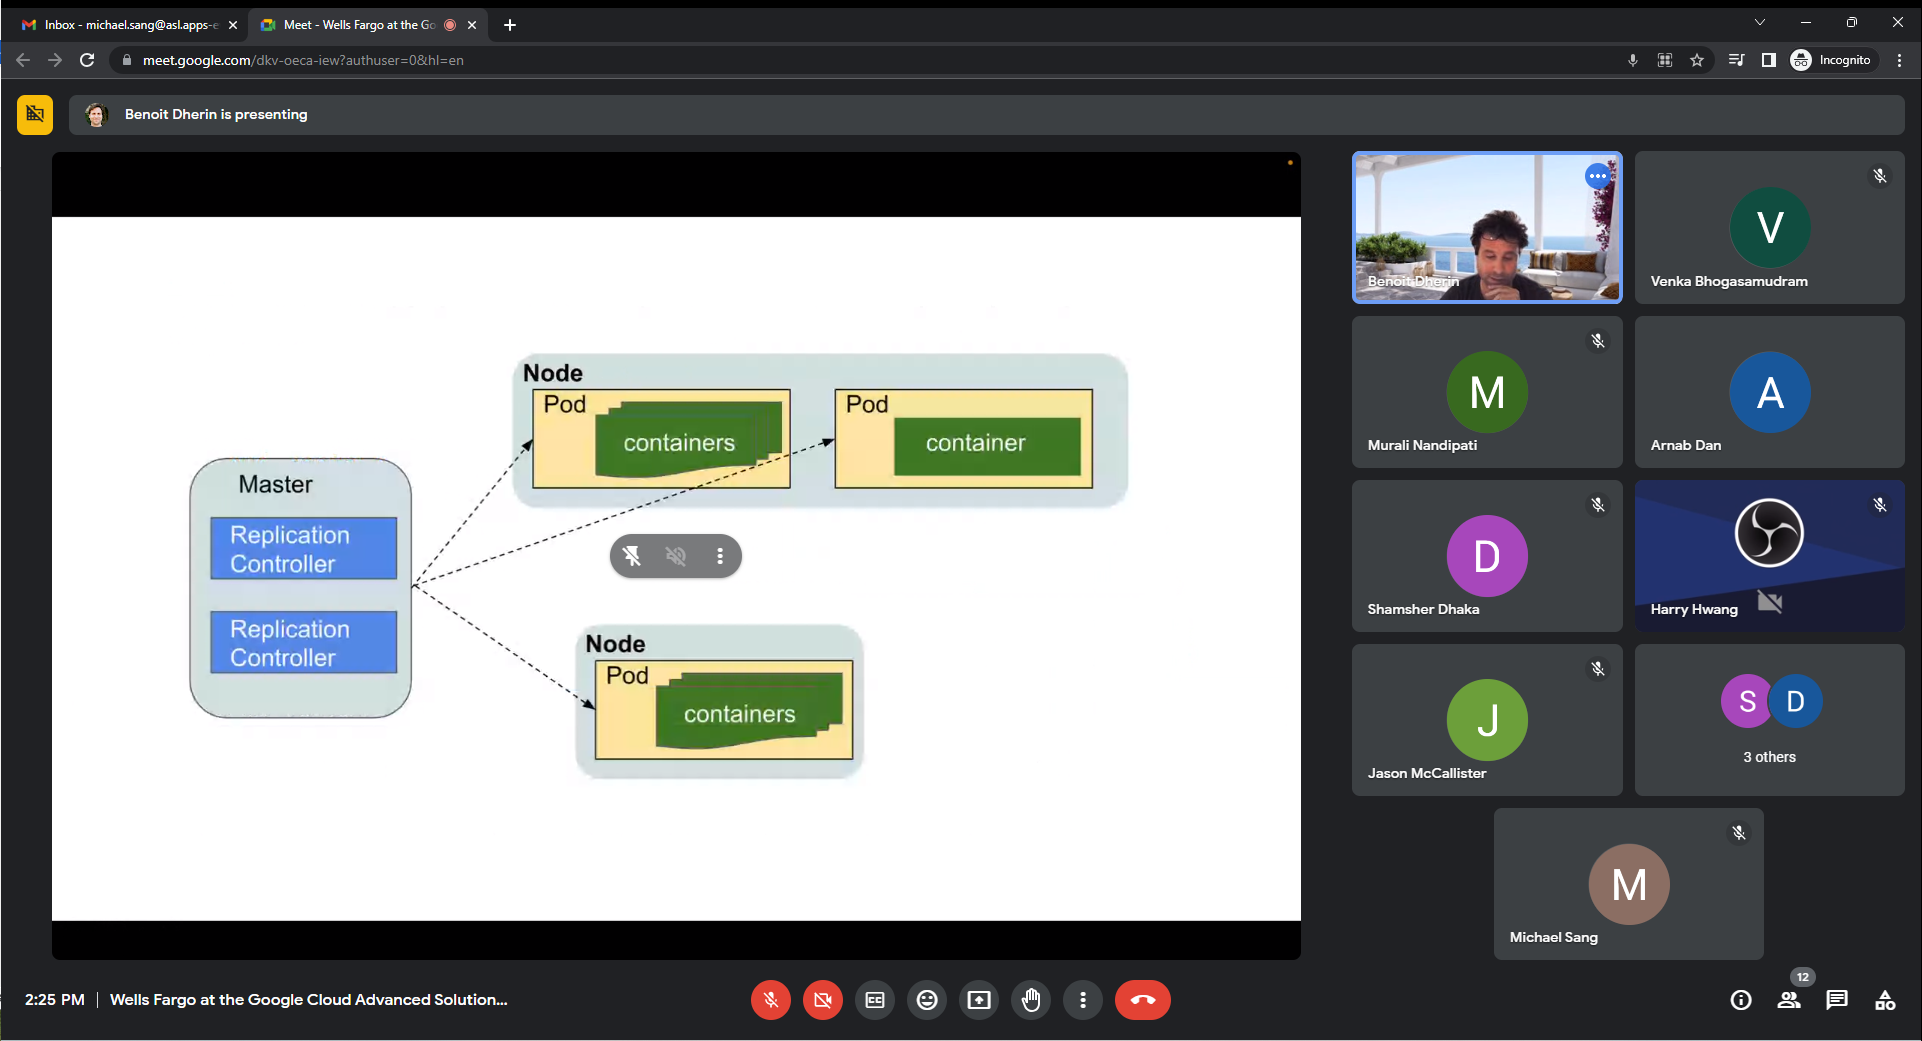 Inbox - michael.sang@asl.apps-e
Meet - Wells Fargo at the Go
meet.google.com/dkv-oeca-iew?authuser=0&hl=en
Incognito
Benoit Dherin is presenting
Node
Pod
containers
Pod
container
Master
Replication
Controller
Replication
Controller
Node
Pod
containers
Benoit Dherin
V
Venka Bhogasamudram
M
Murali Nandipati
A
Arnab Dan
D
Shamsher Dhaka
Harry Hwang
J
Jason McCallister
S
D
3 others
M
Michael Sang
2:25 PM | Wells Fargo at the Google Cloud Advanced Solution...
CC
12